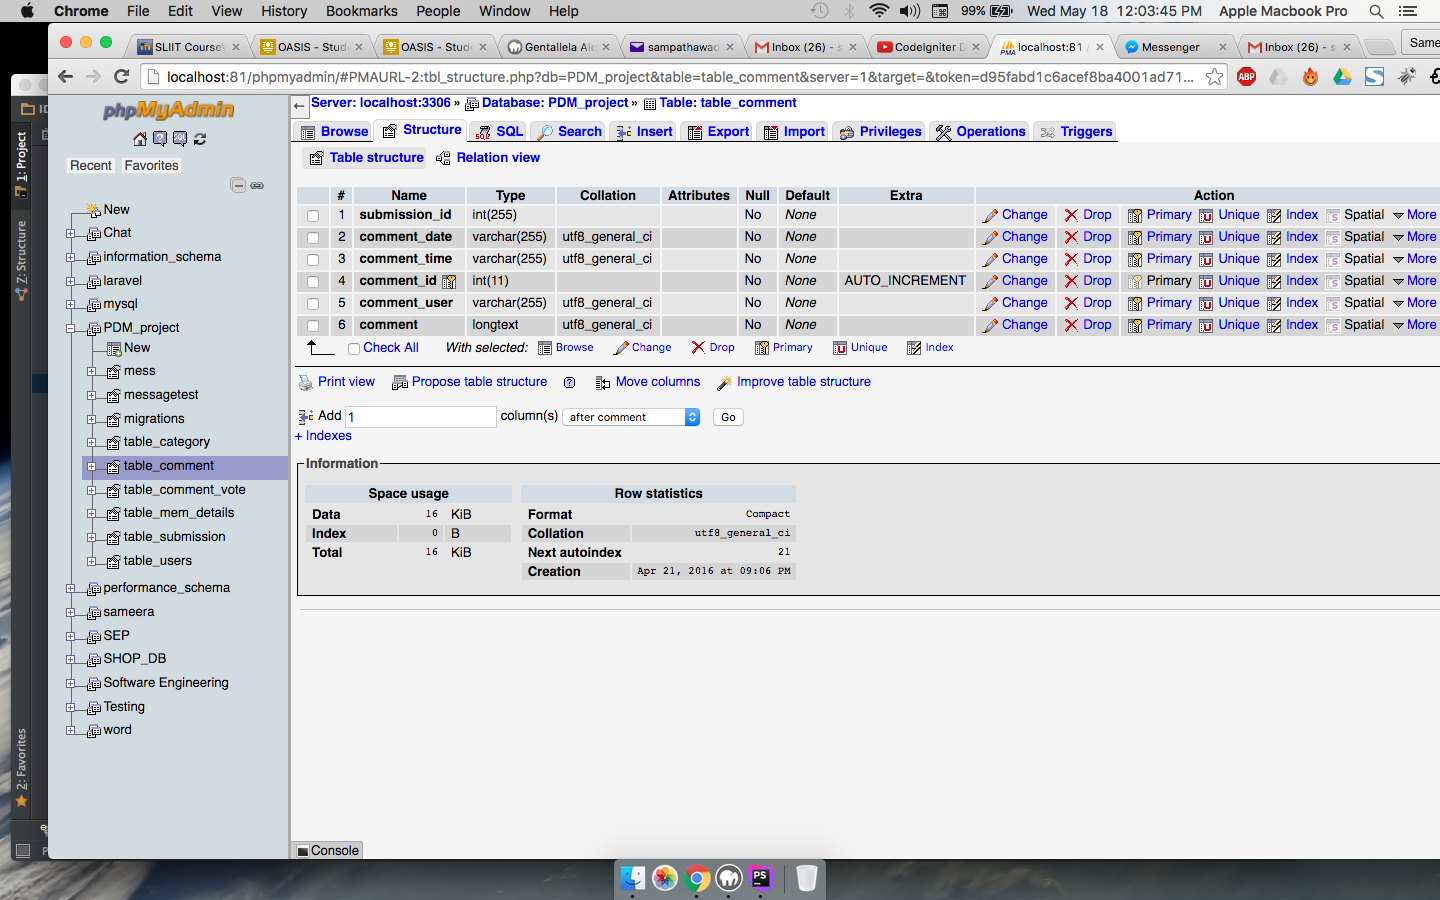 Chrome File Edit View History Bookmarks People Window Help 99% Wed May 18 12:03:45 PM Apple Macbook Pro
SLIIT Course OASIS - Stud OASIS - Stud Gentallela Ale sampathawad Inbox (26) - s CodeIgniter D localhost:81 / Messenger Inbox (26) - s Same
localhost:81/phpmyadmin/#PMAURL-2:tbl_structure.php?db=PDM_project&table=table_comment&server=1&target=&token=d95fabd1c6acef8ba4001ad71...
1: Project
Z: Structure
2: Favorites
phpMyAdmin
Recent Favorites
New
Chat
information_schema
laravel
mysql
PDM_project
New
mess
messagetest
migrations
table_category
table_comment
table_comment_vote
table_mem_details
table_submission
table_users
performance_schema
sameera
SEP
SHOP_DB
Software Engineering
Testing
word
Server: localhost:3306 » Database: PDM_project » Table: table_comment
Browse Structure SQL Search Insert Export Import Privileges Operations Triggers
Table structure Relation view
# Name Type Collation Attributes Null Default Extra Action
1 submission_id int(255) No None Change Drop Primary Unique Index Spatial More
2 comment_date varchar(255) utf8_general_ci No None Change Drop Primary Unique Index Spatial More
3 comment_time varchar(255) utf8_general_ci No None Change Drop Primary Unique Index Spatial More
4 comment_id int(11) No None AUTO_INCREMENT Change Drop Primary Unique Index Spatial More
5 comment_user varchar(255) utf8_general_ci No None Change Drop Primary Unique Index Spatial More
6 comment longtext utf8_general_ci No None Change Drop Primary Unique Index Spatial More
Check All With selected: Browse Change Drop Primary Unique Index
Print view Propose table structure Move columns Improve table structure
Add 1 column(s) after comment Go
+ Indexes
Information
Space usage
Data 16 KiB
Index 0 B
Total 16 KiB
Row statistics
Format Compact
Collation utf8_general_ci
Next autoindex 21
Creation Apr 21, 2016 at 09:06 PM
Console